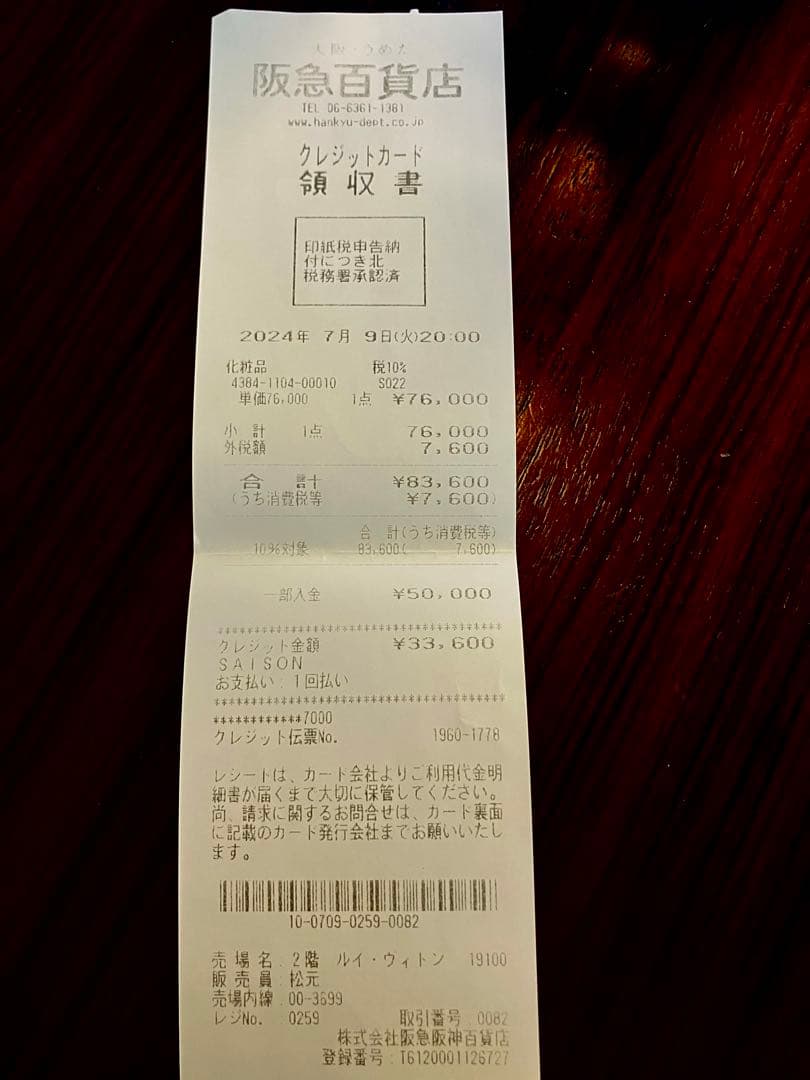 大阪・うめだ
阪急百貨店
TEL 06-6361-1381
www.hankyu-dept.co.jp
クレジットカード
領収書
印紙税申告納
付につき北
税務署承認済
2024年 7月 9日(火)20:00
化粧品 税10%
4384-1104-00010 S022
単価76,000 1点 ¥76,000
小 計 1点 76,000
外税額 7,600
合 計 ¥83,600
(うち消費税等 ¥7,600)
合 計(うち消費税等)
10%対象 83,600( 7,600)
一部入金 ¥50,000
************************************
クレジット金額 ¥33,600
SAISON
お支払い：1回払い
************************************
************7000
クレジット伝票No. 1960-1778
レシートは、カード会社よりご利用代金明
細書が届くまで大切に保管してください。
尚、請求に関するお問合せは、カード裏面
に記載のカード発行会社までお願いいたし
ます。
10-0709-0259-0082
売 場 名：2階 ルイ・ヴィトン 19100
販 売 員：松元
売場内線：00-3699
レジNo. 0259 取引番号：0082
株式会社阪急阪神百貨店
登録番号：T6120001126727